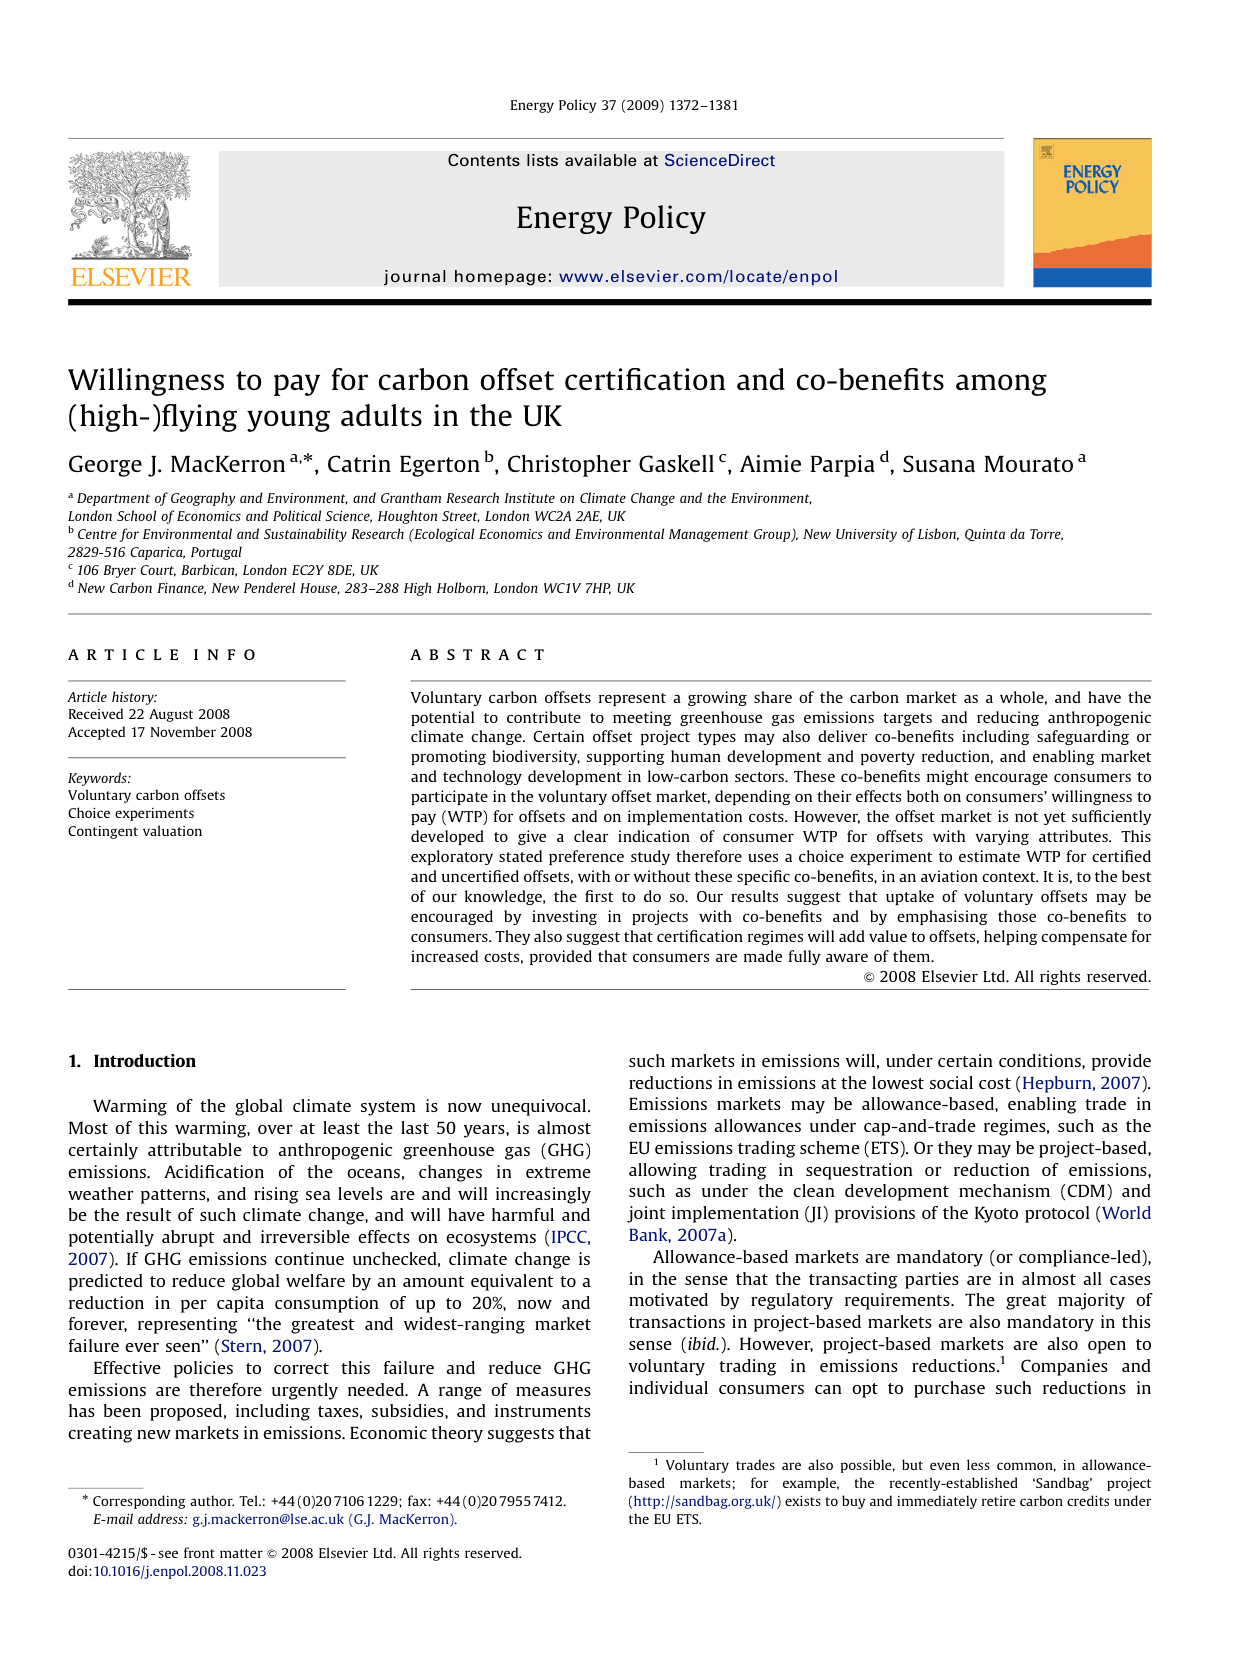 Energy Policy 37 (2009) 1372–1381
Contents lists available at ScienceDirect
Energy Policy
journal homepage: www.elsevier.com/locate/enpol
ELSEVIER
ENERGY
POLICY
Willingness to pay for carbon offset certification and co-benefits among
(high-)flying young adults in the UK
George J. MacKerron a,*, Catrin Egerton b, Christopher Gaskell c, Aimie Parpia d, Susana Mourato a
a Department of Geography and Environment, and Grantham Research Institute on Climate Change and the Environment,
London School of Economics and Political Science, Houghton Street, London WC2A 2AE, UK
b Centre for Environmental and Sustainability Research (Ecological Economics and Environmental Management Group), New University of Lisbon, Quinta da Torre,
2829-516 Caparica, Portugal
c 106 Bryer Court, Barbican, London EC2Y 8DE, UK
d New Carbon Finance, New Penderel House, 283–288 High Holborn, London WC1V 7HP, UK
ARTICLE INFO
Article history:
Received 22 August 2008
Accepted 17 November 2008
Keywords:
Voluntary carbon offsets
Choice experiments
Contingent valuation
ABSTRACT
Voluntary carbon offsets represent a growing share of the carbon market as a whole, and have the
potential to contribute to meeting greenhouse gas emissions targets and reducing anthropogenic
climate change. Certain offset project types may also deliver co-benefits including safeguarding or
promoting biodiversity, supporting human development and poverty reduction, and enabling market
and technology development in low-carbon sectors. These co-benefits might encourage consumers to
participate in the voluntary offset market, depending on their effects both on consumers' willingness to
pay (WTP) for offsets and on implementation costs. However, the offset market is not yet sufficiently
developed to give a clear indication of consumer WTP for offsets with varying attributes. This
exploratory stated preference study therefore uses a choice experiment to estimate WTP for certified
and uncertified offsets, with or without these specific co-benefits, in an aviation context. It is, to the best
of our knowledge, the first to do so. Our results suggest that uptake of voluntary offsets may be
encouraged by investing in projects with co-benefits and by emphasising those co-benefits to
consumers. They also suggest that certification regimes will add value to offsets, helping compensate for
increased costs, provided that consumers are made fully aware of them.
© 2008 Elsevier Ltd. All rights reserved.
1. Introduction
Warming of the global climate system is now unequivocal.
Most of this warming, over at least the last 50 years, is almost
certainly attributable to anthropogenic greenhouse gas (GHG)
emissions. Acidification of the oceans, changes in extreme
weather patterns, and rising sea levels are and will increasingly
be the result of such climate change, and will have harmful and
potentially abrupt and irreversible effects on ecosystems (IPCC,
2007). If GHG emissions continue unchecked, climate change is
predicted to reduce global welfare by an amount equivalent to a
reduction in per capita consumption of up to 20%, now and
forever, representing ''the greatest and widest-ranging market
failure ever seen'' (Stern, 2007).
Effective policies to correct this failure and reduce GHG
emissions are therefore urgently needed. A range of measures
has been proposed, including taxes, subsidies, and instruments
creating new markets in emissions. Economic theory suggests that
such markets in emissions will, under certain conditions, provide
reductions in emissions at the lowest social cost (Hepburn, 2007).
Emissions markets may be allowance-based, enabling trade in
emissions allowances under cap-and-trade regimes, such as the
EU emissions trading scheme (ETS). Or they may be project-based,
allowing trading in sequestration or reduction of emissions,
such as under the clean development mechanism (CDM) and
joint implementation (JI) provisions of the Kyoto protocol (World
Bank, 2007a).
Allowance-based markets are mandatory (or compliance-led),
in the sense that the transacting parties are in almost all cases
motivated by regulatory requirements. The great majority of
transactions in project-based markets are also mandatory in this
sense (ibid.). However, project-based markets are also open to
voluntary trading in emissions reductions.1 Companies and
individual consumers can opt to purchase such reductions in
* Corresponding author. Tel.: +44 (0)20 7106 1229; fax: +44 (0)20 7955 7412.
E-mail address: g.j.mackerron@lse.ac.uk (G.J. MacKerron).
1 Voluntary trades are also possible, but even less common, in allowance-
based markets; for example, the recently-established 'Sandbag' project
(http://sandbag.org.uk/) exists to buy and immediately retire carbon credits under
the EU ETS.
0301-4215/$ - see front matter © 2008 Elsevier Ltd. All rights reserved.
doi:10.1016/j.enpol.2008.11.023